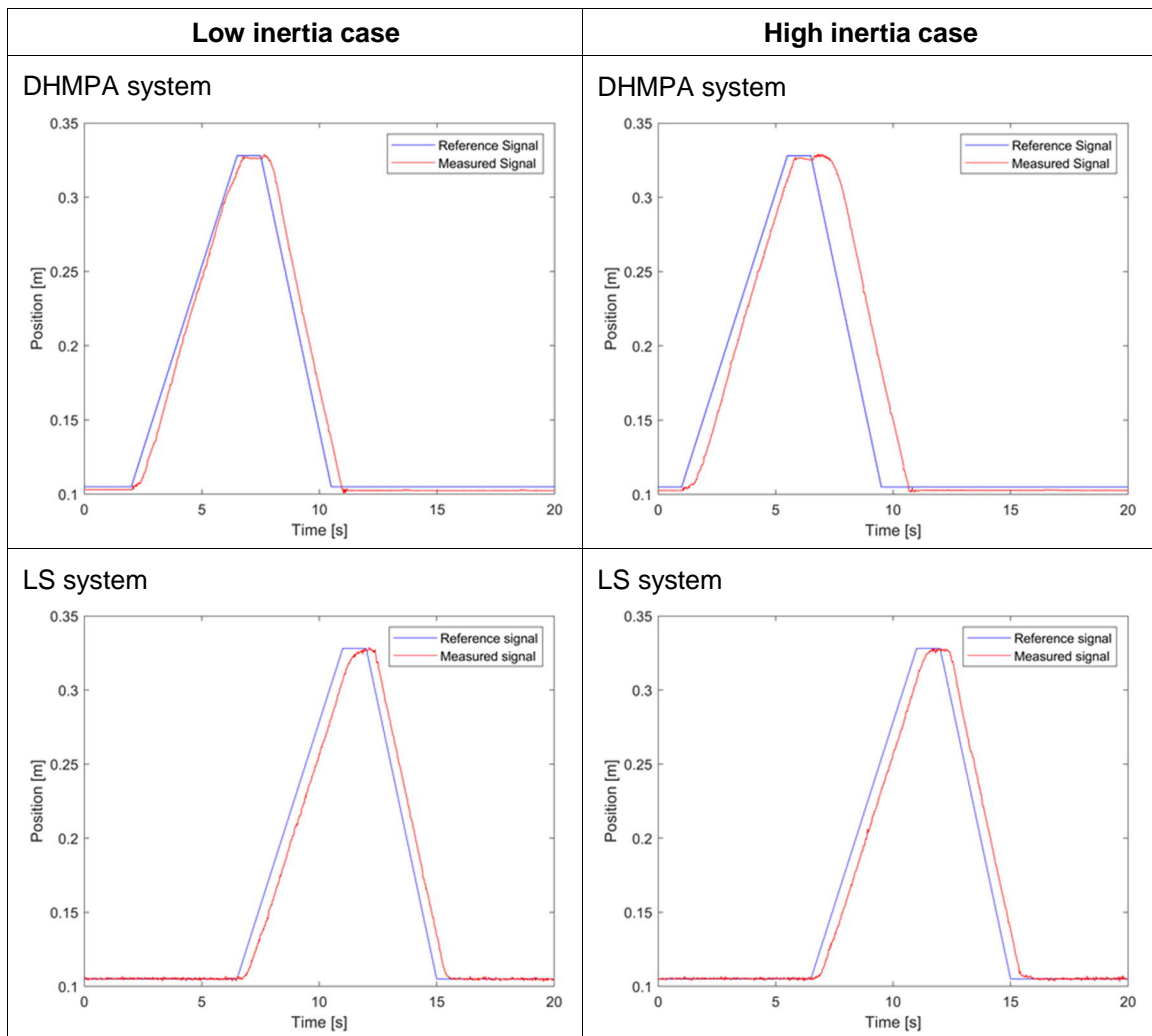 Low inertia case
High inertia case
DHMPA system
0.35
0.3
0.25
0.2
0.15
0.1
Position [m]
0
5
10
15
20
Time [s]
Reference Signal
Measured Signal
DHMPA system
0.35
0.3
0.25
0.2
0.15
0.1
Position [m]
0
5
10
15
20
Time [s]
Reference Signal
Measured Signal
LS system
0.35
0.3
0.25
0.2
0.15
0.1
Position [m]
0
5
10
15
20
Time [s]
Reference signal
Measured signal
LS system
0.35
0.3
0.25
0.2
0.15
0.1
Position [m]
0
5
10
15
20
Time [s]
Reference signal
Measured signal